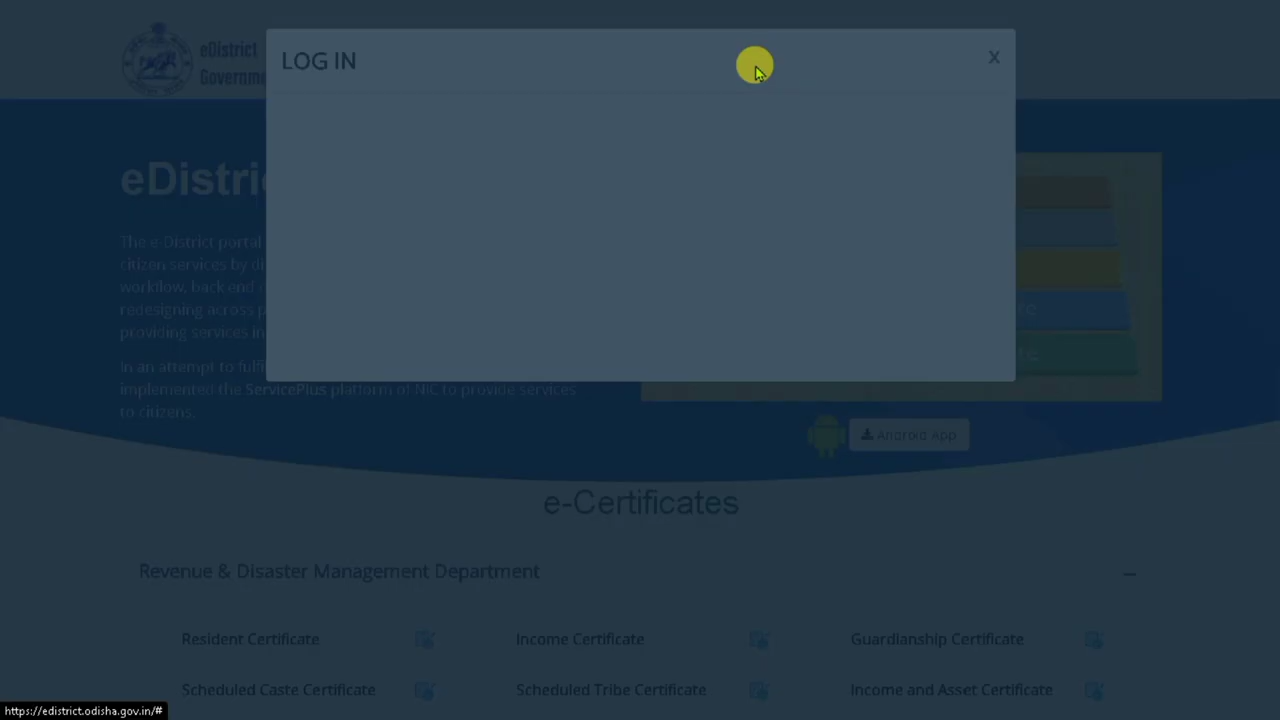 eDistrict
Governme
LOG IN
X
eDistri
The e-District portal
citizen services by di
workflow, back end
redesigning across p
providing services in
In an attempt to fulfi
implemented the ServicePlus platform of NIC to provide services
to citizens.
Android App
e-Certificates
Revenue & Disaster Management Department
Resident Certificate
Income Certificate
Guardianship Certificate
Scheduled Caste Certificate
Scheduled Tribe Certificate
Income and Asset Certificate
https://edistrict.odisha.gov.in/#